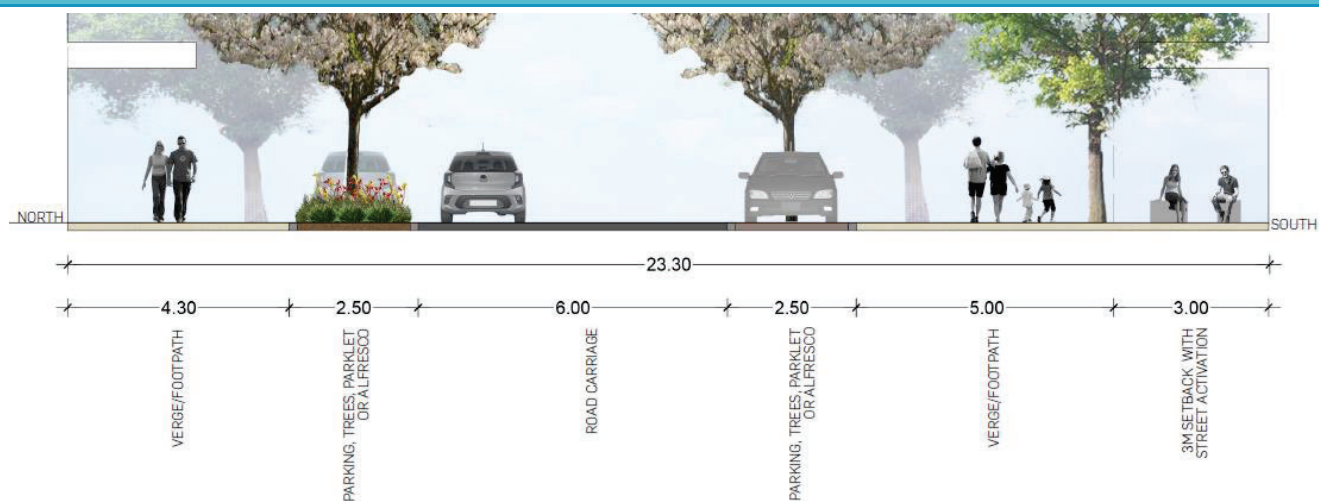 NORTH
SOUTH
23.30
4.30
2.50
6.00
2.50
5.00
3.00
VERGE/FOOTPATH
PARKING, TREES, PARKLET
OR ALFRESCO
ROAD CARRIAGE
PARKING, TREES, PARKLET
OR ALFRESCO
VERGE/FOOTPATH
3M SETBACK WITH
STREET ACTIVATION